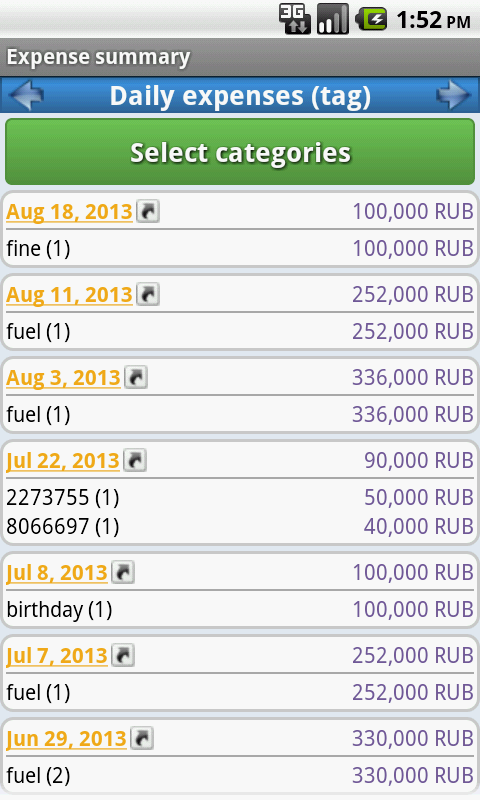 3G
1:52 PM
Expense summary
Daily expenses (tag)
Select categories
Aug 18, 2013 100,000 RUB
fine (1) 100,000 RUB
Aug 11, 2013 252,000 RUB
fuel (1) 252,000 RUB
Aug 3, 2013 336,000 RUB
fuel (1) 336,000 RUB
Jul 22, 2013 90,000 RUB
2273755 (1) 50,000 RUB
8066697 (1) 40,000 RUB
Jul 8, 2013 100,000 RUB
birthday (1) 100,000 RUB
Jul 7, 2013 252,000 RUB
fuel (1) 252,000 RUB
Jun 29, 2013 330,000 RUB
fuel (2) 330,000 RUB